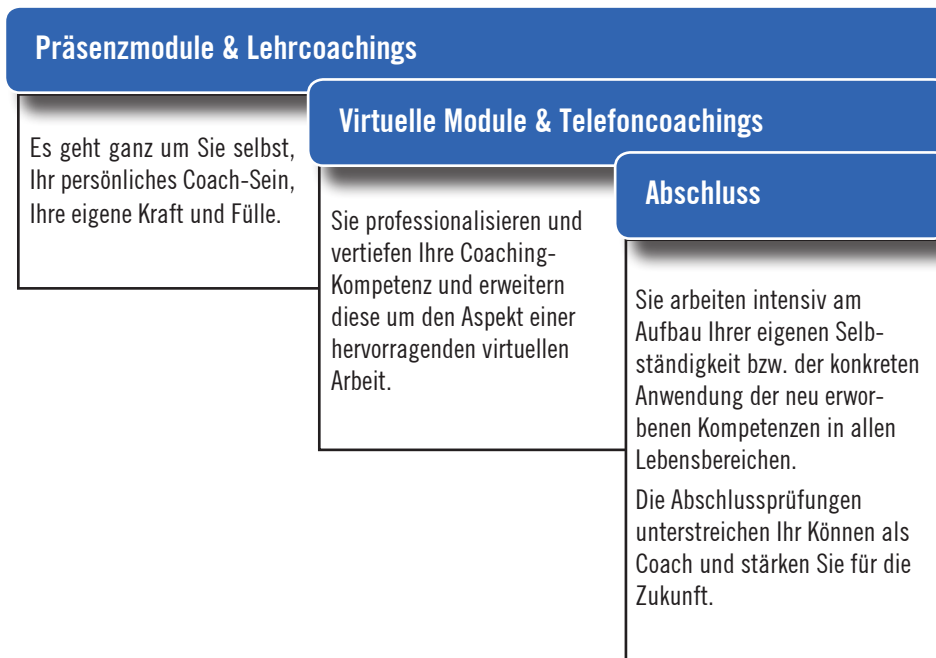 Präsenzmodule & Lehrcoachings
Es geht ganz um Sie selbst,
Ihr persönliches Coach-Sein,
Ihre eigene Kraft und Fülle.
Virtuelle Module & Telefoncoachings
Sie professionalisieren und
vertiefen Ihre Coaching-
Kompetenz und erweitern
diese um den Aspekt einer
hervorragenden virtuellen
Arbeit.
Abschluss
Sie arbeiten intensiv am
Aufbau Ihrer eigenen Selb-
ständigkeit bzw. der konkreten
Anwendung der neu erwor-
benen Kompetenzen in allen
Lebensbereichen.
Die Abschlussprüfungen
unterstreichen Ihr Können als
Coach und stärken Sie für die
Zukunft.